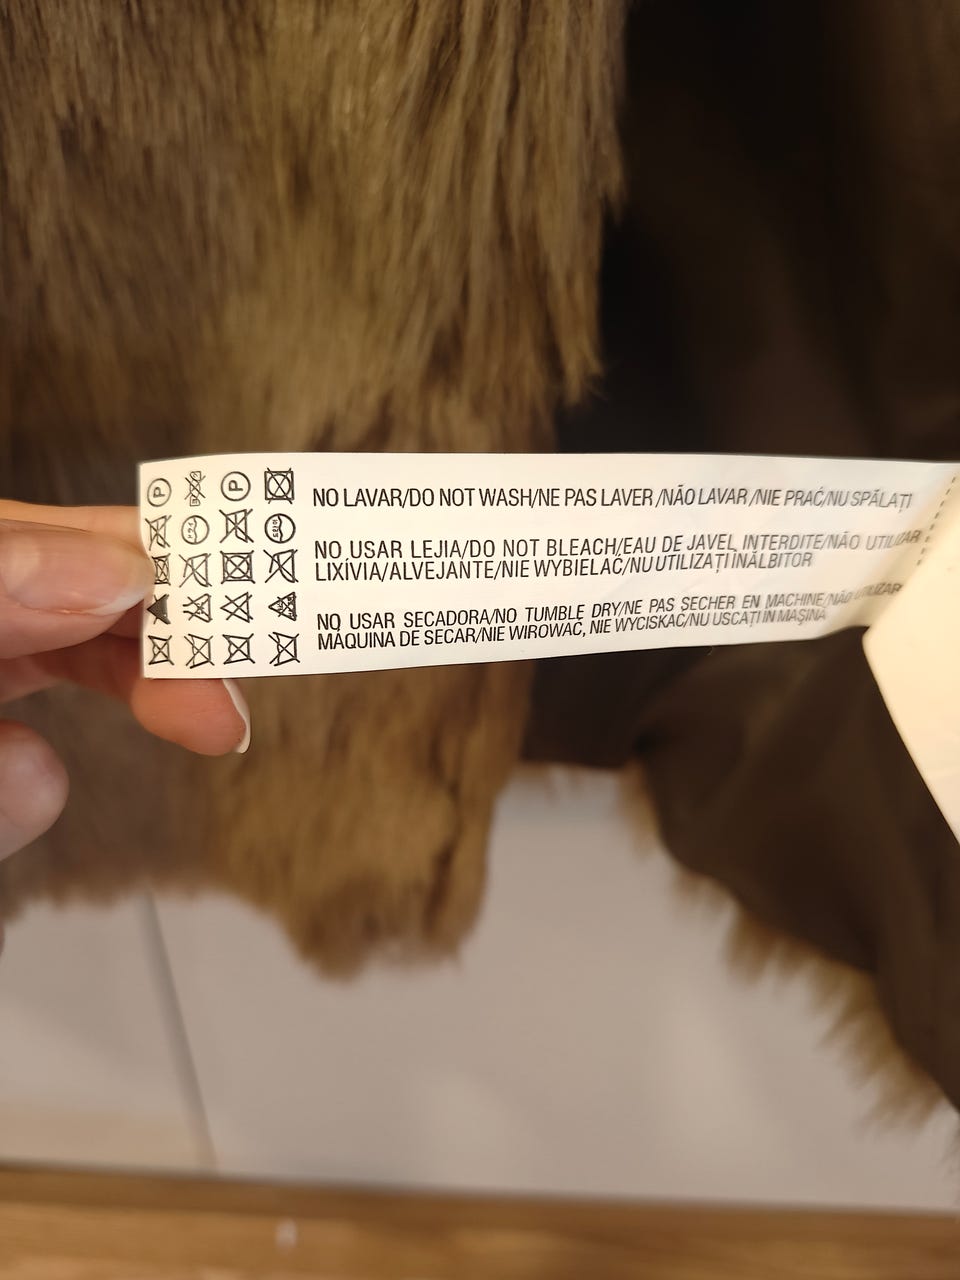 P P
NO LAVAR/DO NOT WASH/NE PAS LAVER /NÃO LAVAR /NIE PRAĆ/NU SPĂLAȚI
NO USAR LEJIA/DO NOT BLEACH/EAU DE JAVEL INTERDITE/NÃO UTILIZAR
LIXÍVIA/ALVEJANTE/NIE WYBIELAĆ/NU UTILIZAȚI ÎNĂLBITOR
NO USAR SECADORA/NO TUMBLE DRY/NE PAS SECHER EN MACHINE/NÃO UTILIZAR
MÁQUINA DE SECAR/NIE WIROWAĆ, NIE WYCISKAĆ/NU USCAȚI IN MAȘINA